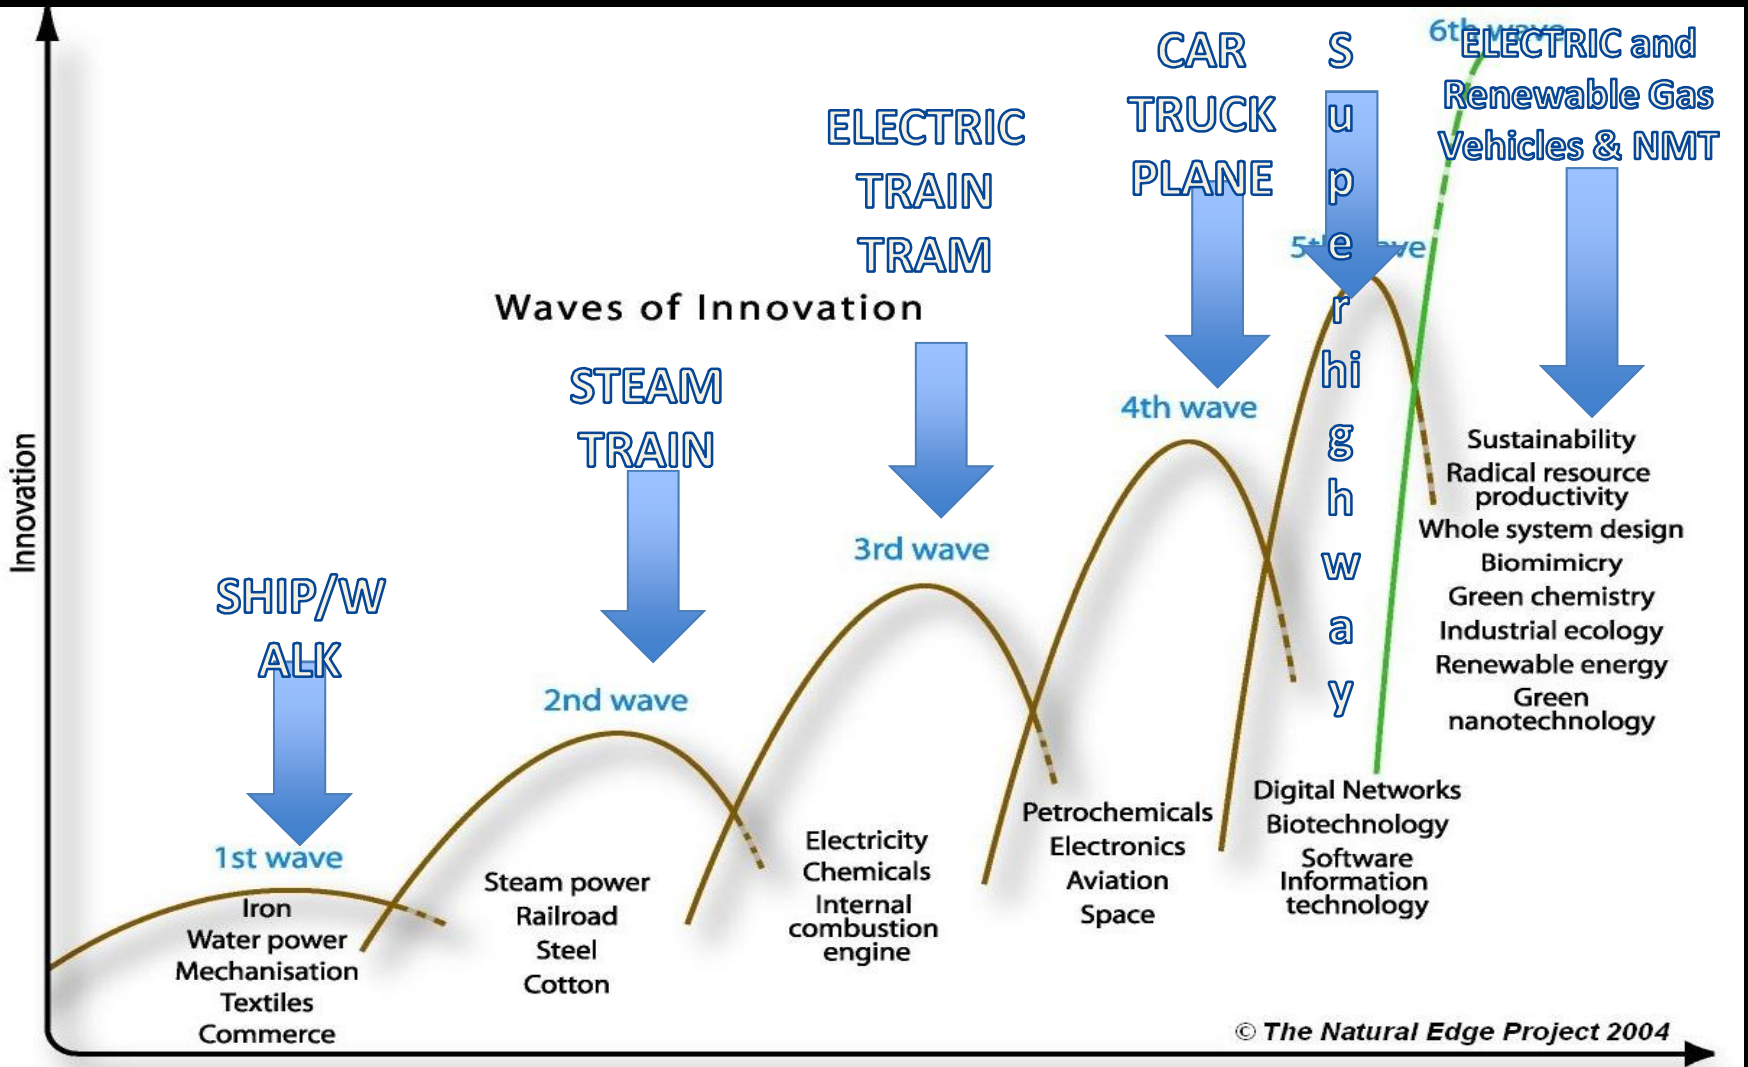 6th wave
ELECTRIC and
Renewable Gas
Vehicles & NMT
CAR
TRUCK
PLANE
S
u
p
e
r
hi
g
h
w
a
y
ELECTRIC
TRAIN
TRAM
5th wave
Waves of Innovation
STEAM
TRAIN
4th wave
3rd wave
SHIP/W
ALK
2nd wave
1st wave
Innovation
Iron
Water power
Mechanisation
Textiles
Commerce
Steam power
Railroad
Steel
Cotton
Electricity
Chemicals
Internal
combustion
engine
Petrochemicals
Electronics
Aviation
Space
Digital Networks
Biotechnology
Software
Information
technology
Sustainability
Radical resource
productivity
Whole system design
Biomimicry
Green chemistry
Industrial ecology
Renewable energy
Green
nanotechnology
© The Natural Edge Project 2004